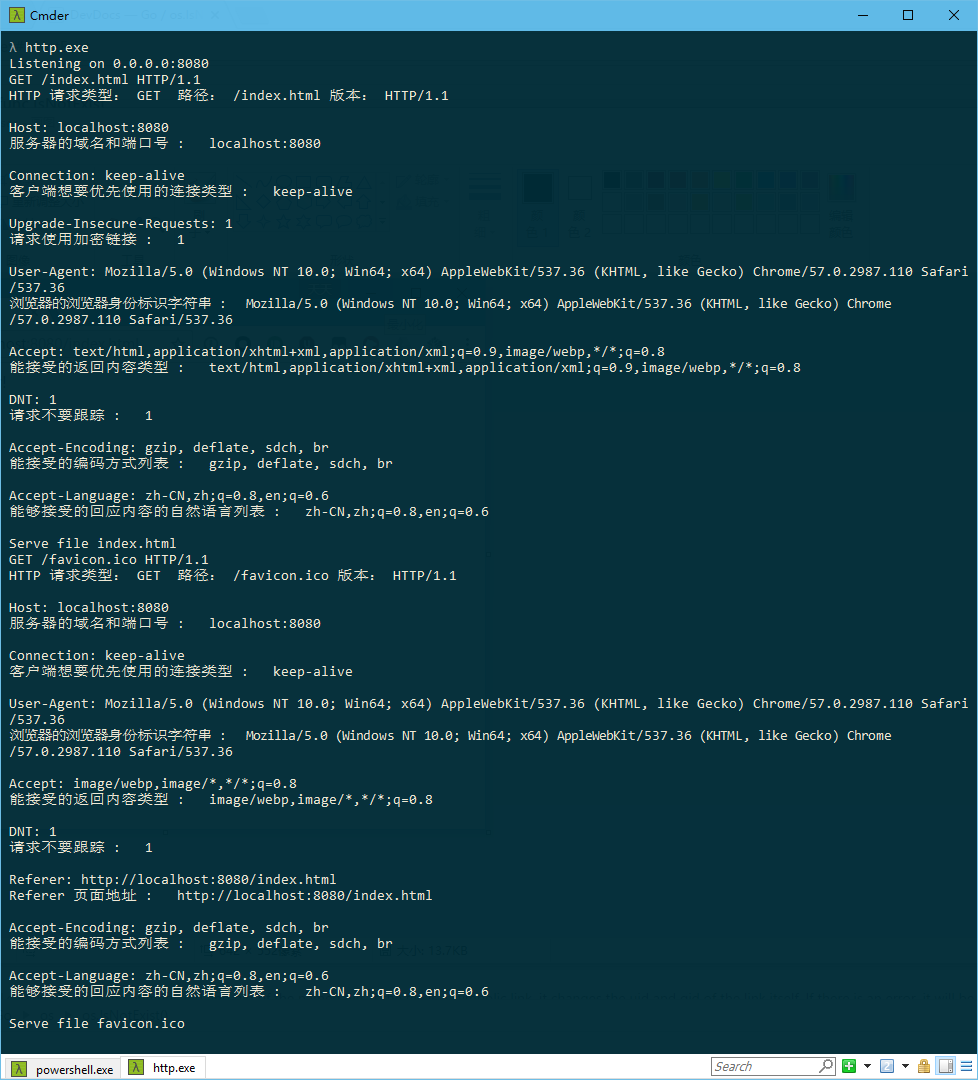 Cmder
λ http.exe
Listening on 0.0.0.0:8080
GET /index.html HTTP/1.1
HTTP 请求类型： GET 路径： /index.html 版本： HTTP/1.1
Host: localhost:8080
服务器的域名和端口号 : localhost:8080
Connection: keep-alive
客户端想要优先使用的连接类型 : keep-alive
Upgrade-Insecure-Requests: 1
请求使用加密链接 : 1
User-Agent: Mozilla/5.0 (Windows NT 10.0; Win64; x64) AppleWebKit/537.36 (KHTML, like Gecko) Chrome/57.0.2987.110 Safari
/537.36
浏览器的浏览器身份标识字符串 : Mozilla/5.0 (Windows NT 10.0; Win64; x64) AppleWebKit/537.36 (KHTML, like Gecko) Chrome
/57.0.2987.110 Safari/537.36
Accept: text/html,application/xhtml+xml,application/xml;q=0.9,image/webp,*/*;q=0.8
能接受的返回内容类型 : text/html,application/xhtml+xml,application/xml;q=0.9,image/webp,*/*;q=0.8
DNT: 1
请求不要跟踪 : 1
Accept-Encoding: gzip, deflate, sdch, br
能接受的编码方式列表 : gzip, deflate, sdch, br
Accept-Language: zh-CN,zh;q=0.8,en;q=0.6
能够接受的回应内容的自然语言列表 : zh-CN,zh;q=0.8,en;q=0.6
Serve file index.html
GET /favicon.ico HTTP/1.1
HTTP 请求类型： GET 路径： /favicon.ico 版本： HTTP/1.1
Host: localhost:8080
服务器的域名和端口号 : localhost:8080
Connection: keep-alive
客户端想要优先使用的连接类型 : keep-alive
User-Agent: Mozilla/5.0 (Windows NT 10.0; Win64; x64) AppleWebKit/537.36 (KHTML, like Gecko) Chrome/57.0.2987.110 Safari
/537.36
浏览器的浏览器身份标识字符串 : Mozilla/5.0 (Windows NT 10.0; Win64; x64) AppleWebKit/537.36 (KHTML, like Gecko) Chrome
/57.0.2987.110 Safari/537.36
Accept: image/webp,image/*,*/*;q=0.8
能接受的返回内容类型 : image/webp,image/*,*/*;q=0.8
DNT: 1
请求不要跟踪 : 1
Referer: http://localhost:8080/index.html
Referer 页面地址 : http://localhost:8080/index.html
Accept-Encoding: gzip, deflate, sdch, br
能接受的编码方式列表 : gzip, deflate, sdch, br
Accept-Language: zh-CN,zh;q=0.8,en;q=0.6
能够接受的回应内容的自然语言列表 : zh-CN,zh;q=0.8,en;q=0.6
Serve file favicon.ico
λ powershell.exe λ http.exe Search